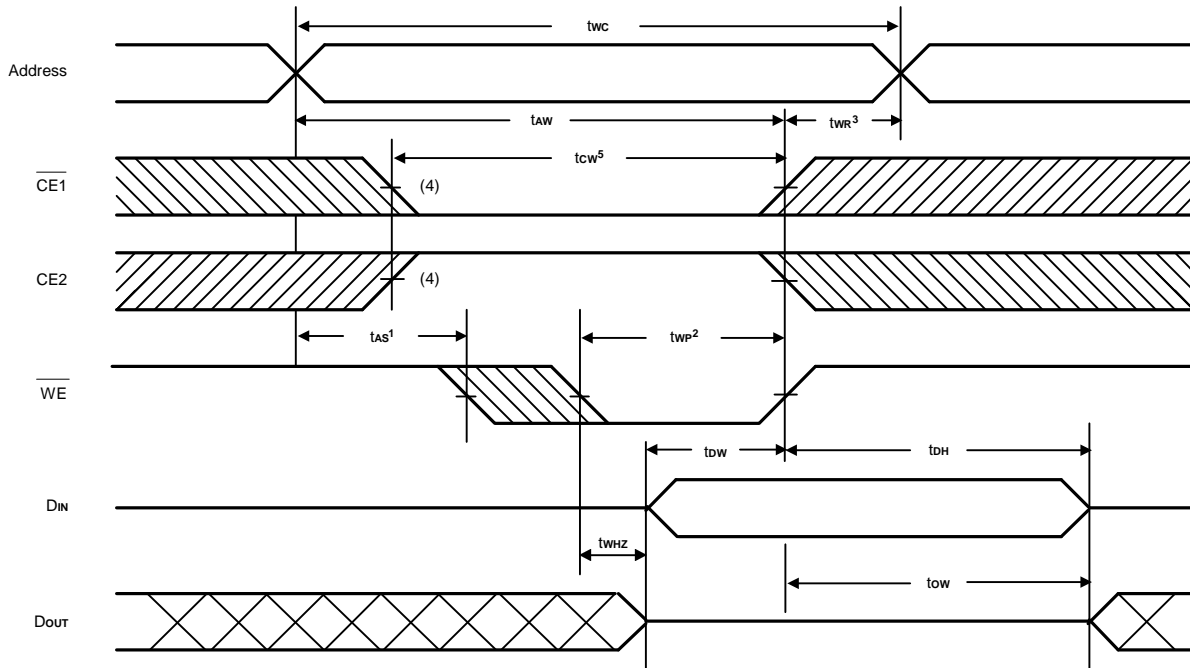 tWC
Address
tAW
tWR3
tCW5
CE1
(4)
CE2
(4)
tAS1
tWP2
WE
tDW
tDH
DIN
tWHZ
tOW
DOUT